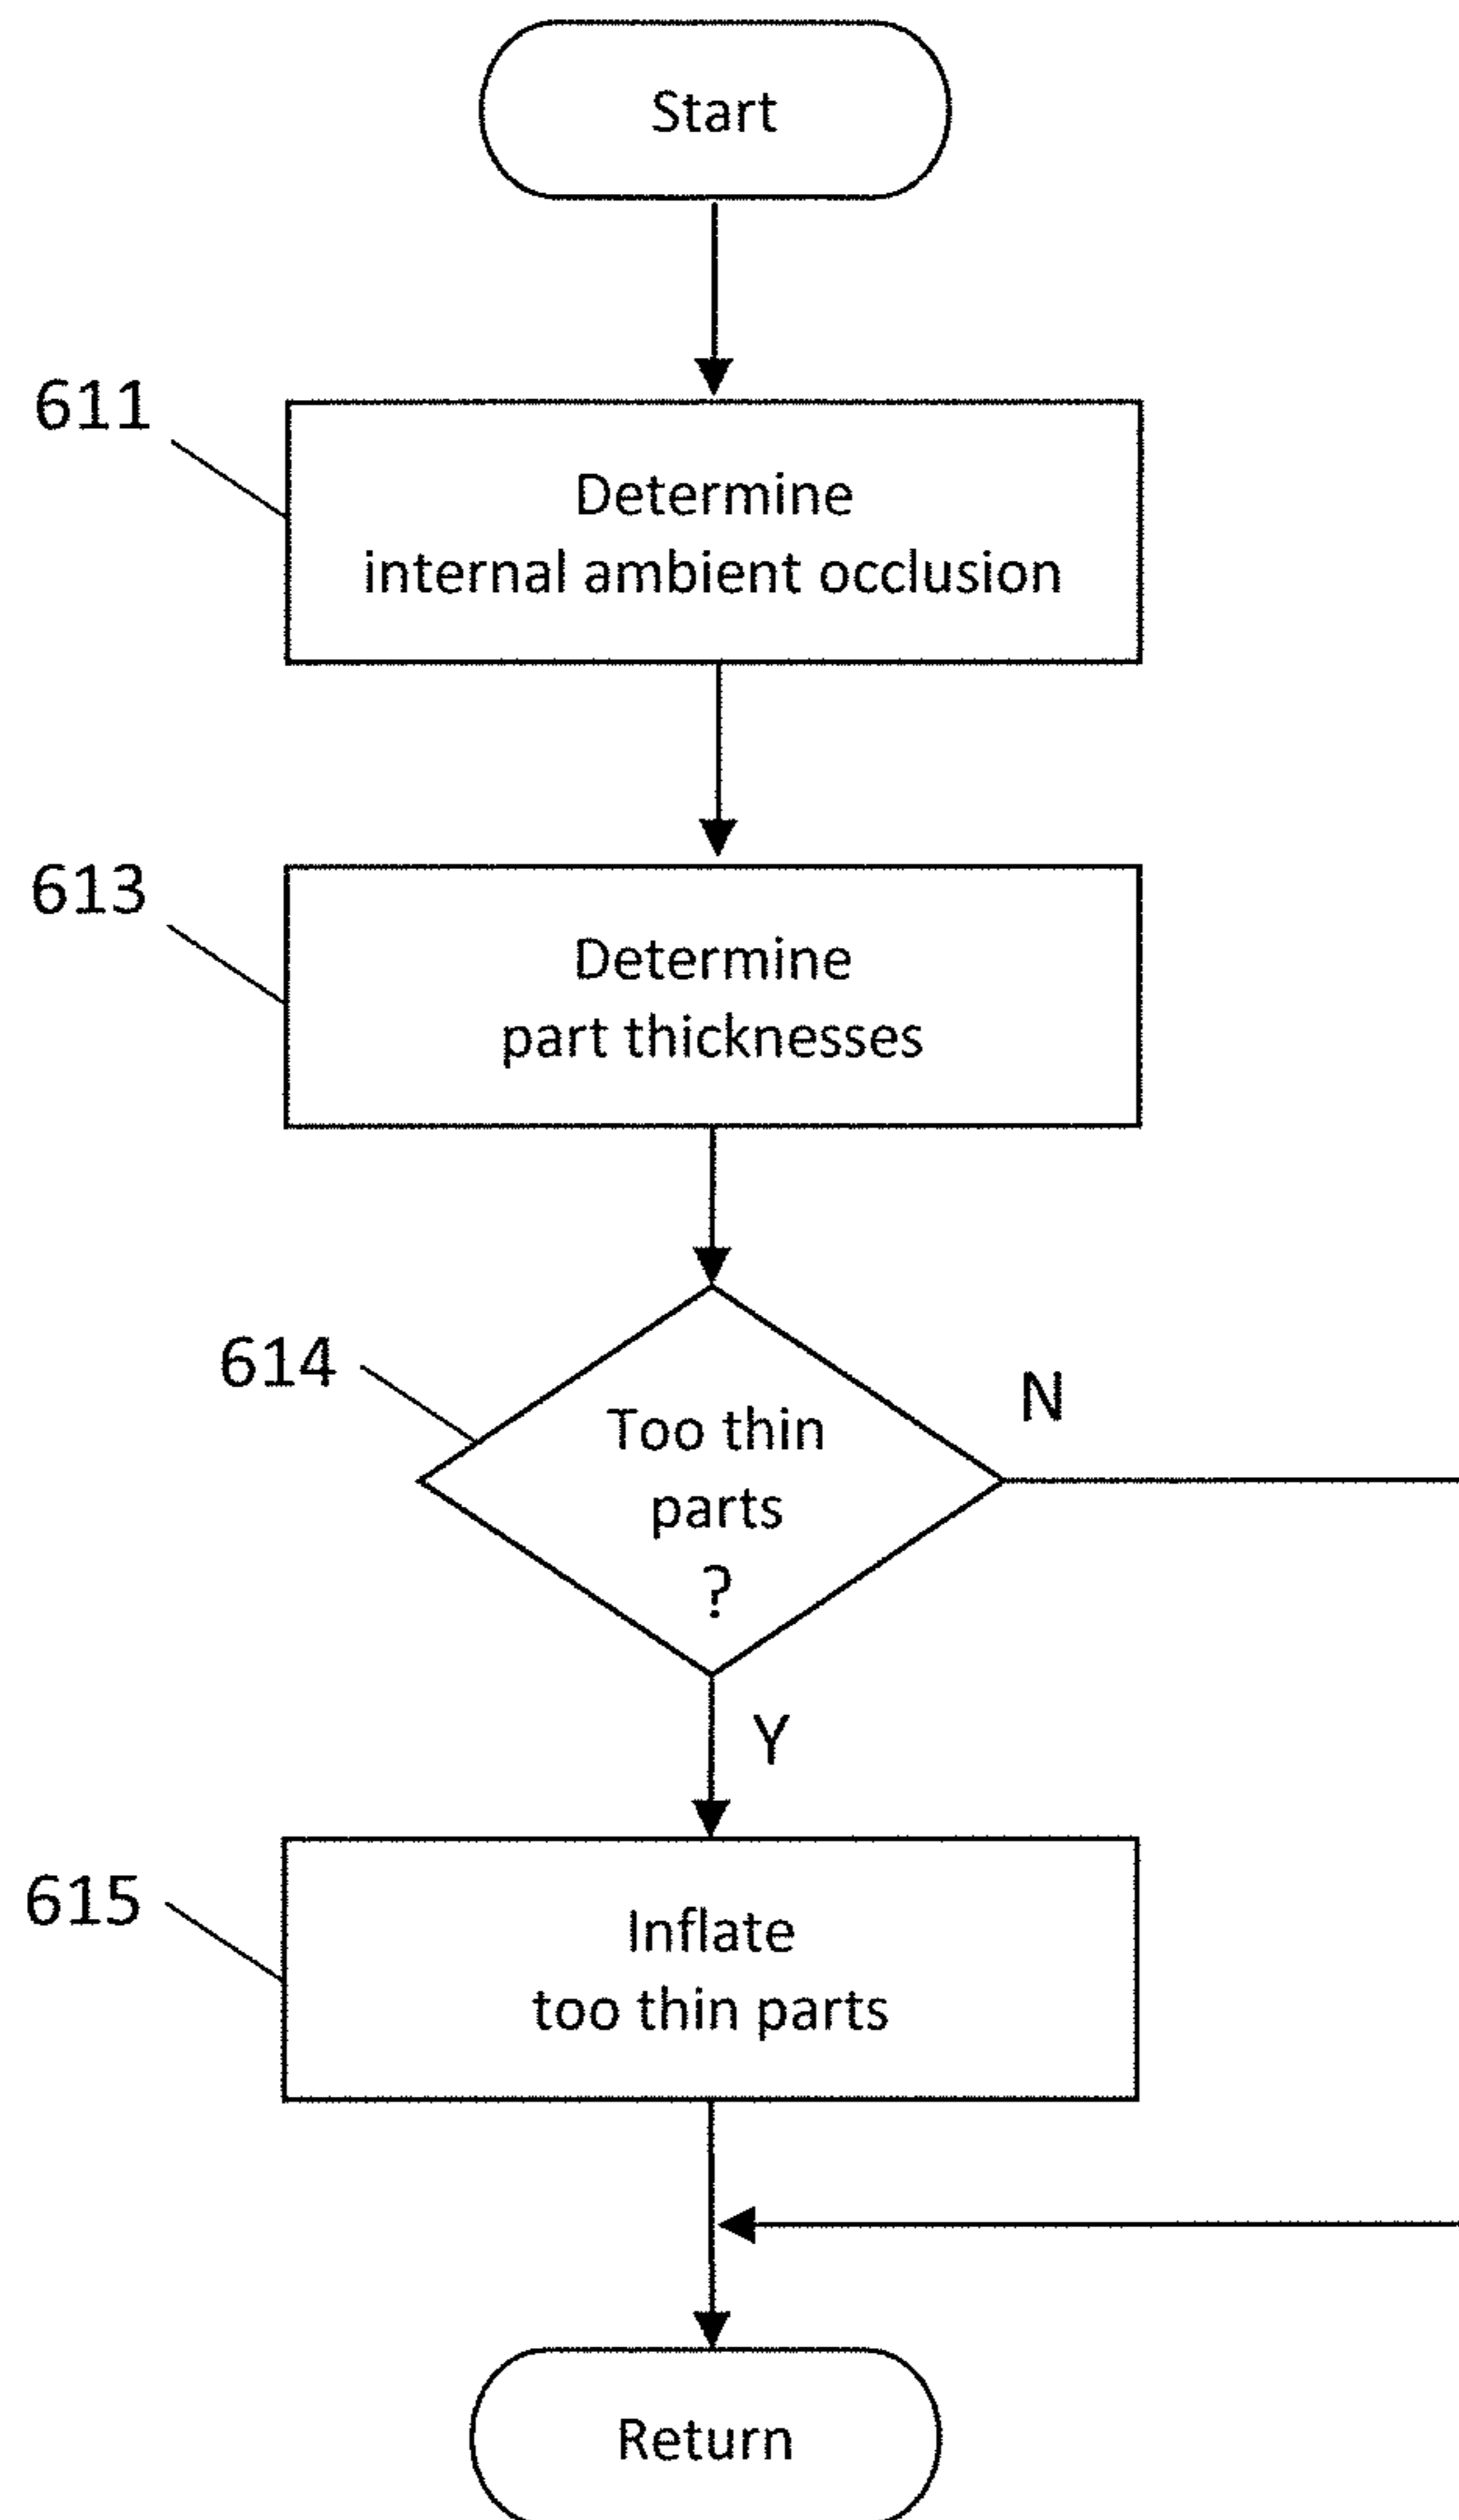 Start
611
Determine
internal ambient occlusion
613
Determine
part thicknesses
614
Too thin
parts
?
N
Y
615
Inflate
too thin parts
Return